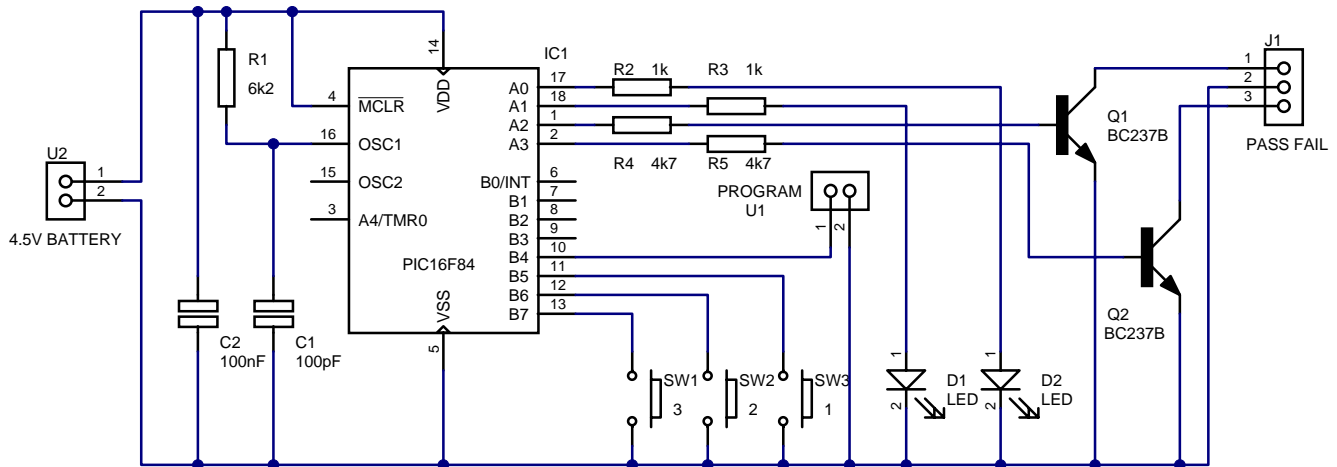 U2
1
2
4.5V BATTERY
R1
6k2
C2
100nF
C1
100pF
IC1
PIC16F84
14
VDD
4
MCLR
16
OSC1
15
OSC2
3
A4/TMR0
VSS
5
A0 17
A1 18
A2 1
A3 2
B0/INT 6
B1 7
B2 8
B3 9
B4 10
B5 11
B6 12
B7 13
R2 1k
R3 1k
R4 4k7
R5 4k7
PROGRAM
U1
1
2
SW1
3
SW2
2
SW3
1
1
D1
LED
2
1
D2
LED
2
Q1
BC237B
Q2
BC237B
J1
1
2
3
PASS FAIL